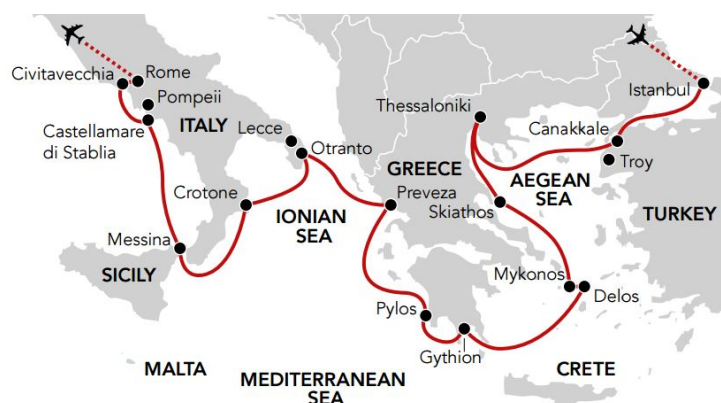 Civitavecchia
Rome
Pompeii
Castellamare
di Stablia
ITALY
Lecce
Otranto
Crotone
IONIAN
SEA
Messina
SICILY
MALTA
MEDITERRANEAN
SEA
Thessaloniki
GREECE
Preveza
Skiathos
Pylos
Gythion
Mykonos
Delos
CRETE
AEGEAN
SEA
Canakkale
Troy
Istanbul
TURKEY